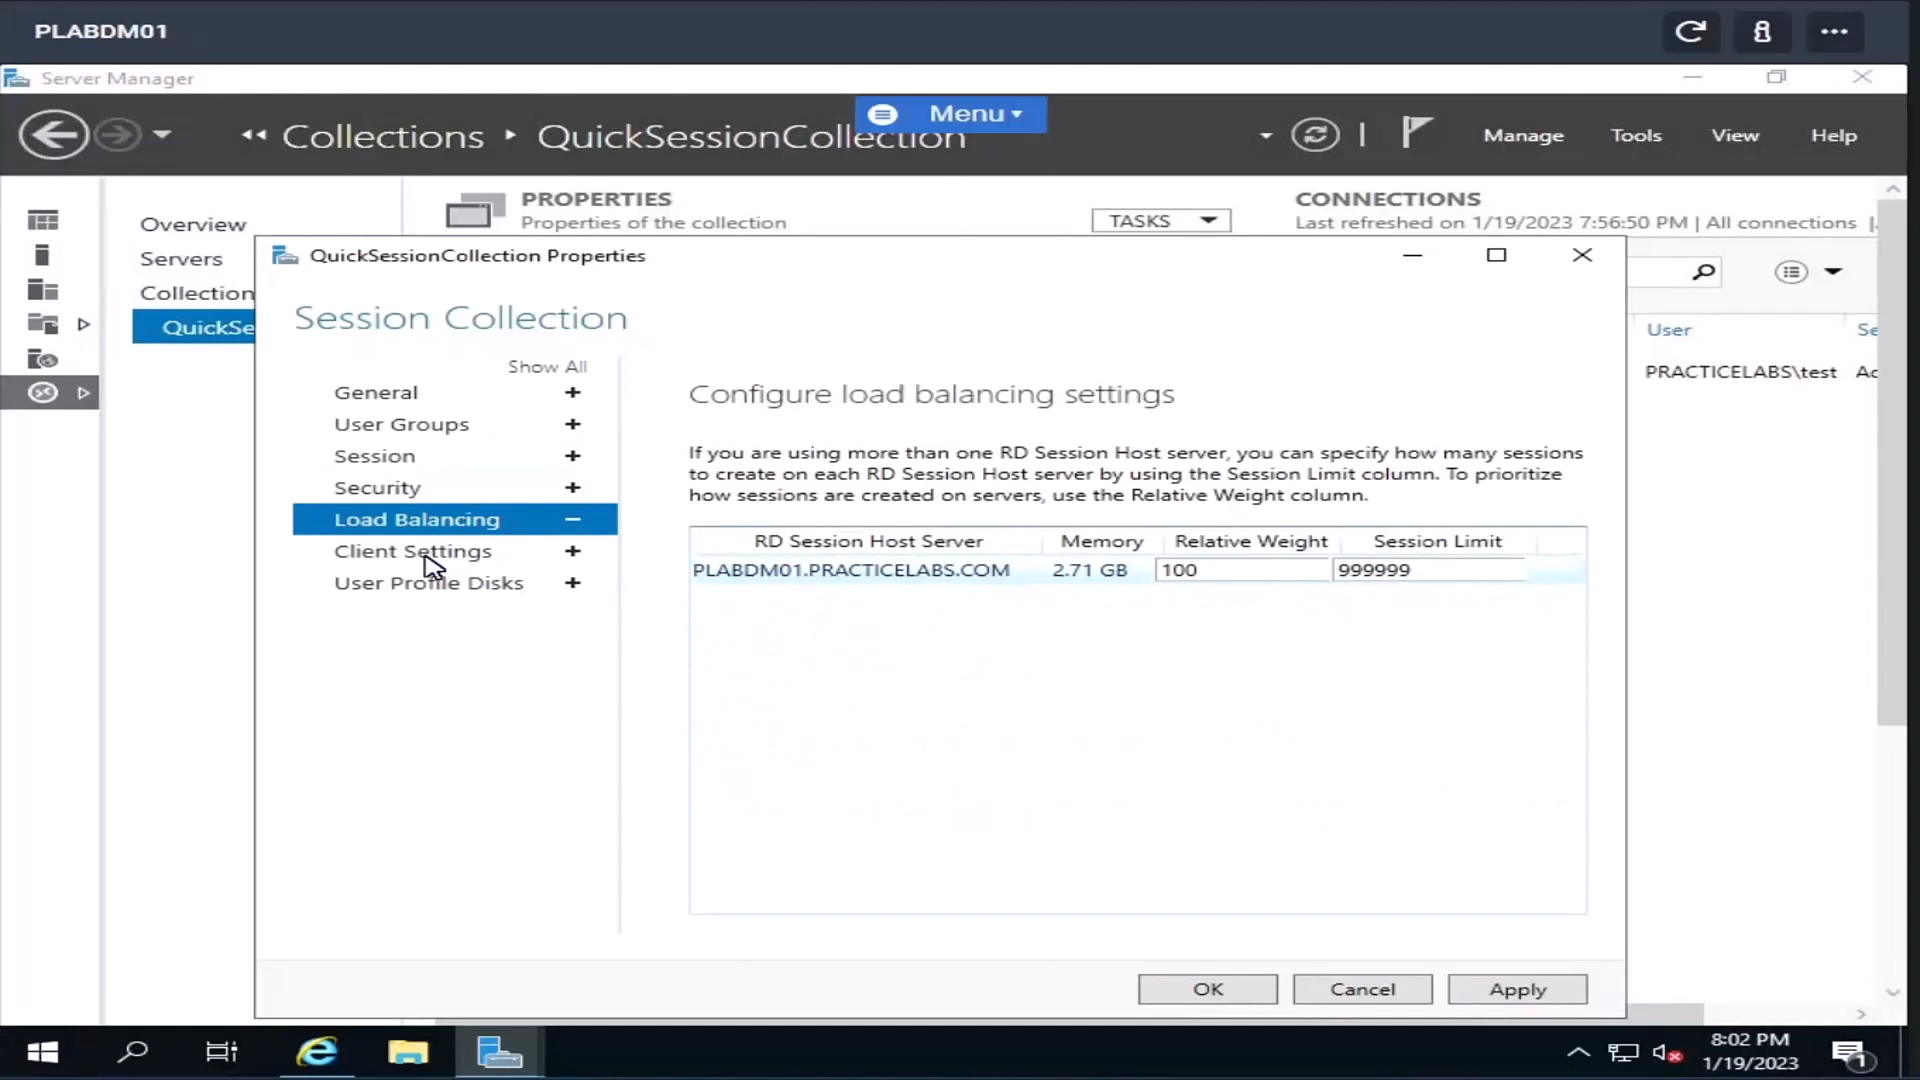 PLABDM01
Server Manager
Menu
Collections
QuickSessionCollection
Manage
Tools
View
Help
Overview
Servers
Collection
QuickSe
PROPERTIES
Properties of the collection
TASKS
CONNECTIONS
Last refreshed on 1/19/2023 7:56:50 PM | All connections |
User
Se
PRACTICELABS\test
Ac
QuickSessionCollection Properties
Session Collection
Show All
General +
User Groups +
Session +
Security +
Load Balancing –
Client Settings +
User Profile Disks +
Configure load balancing settings
If you are using more than one RD Session Host server, you can specify how many sessions
to create on each RD Session Host server by using the Session Limit column. To prioritize
how sessions are created on servers, use the Relative Weight column.
RD Session Host Server Memory Relative Weight Session Limit
PLABDM01.PRACTICELABS.COM 2.71 GB 100 999999
OK Cancel Apply
8:02 PM
1/19/2023
1